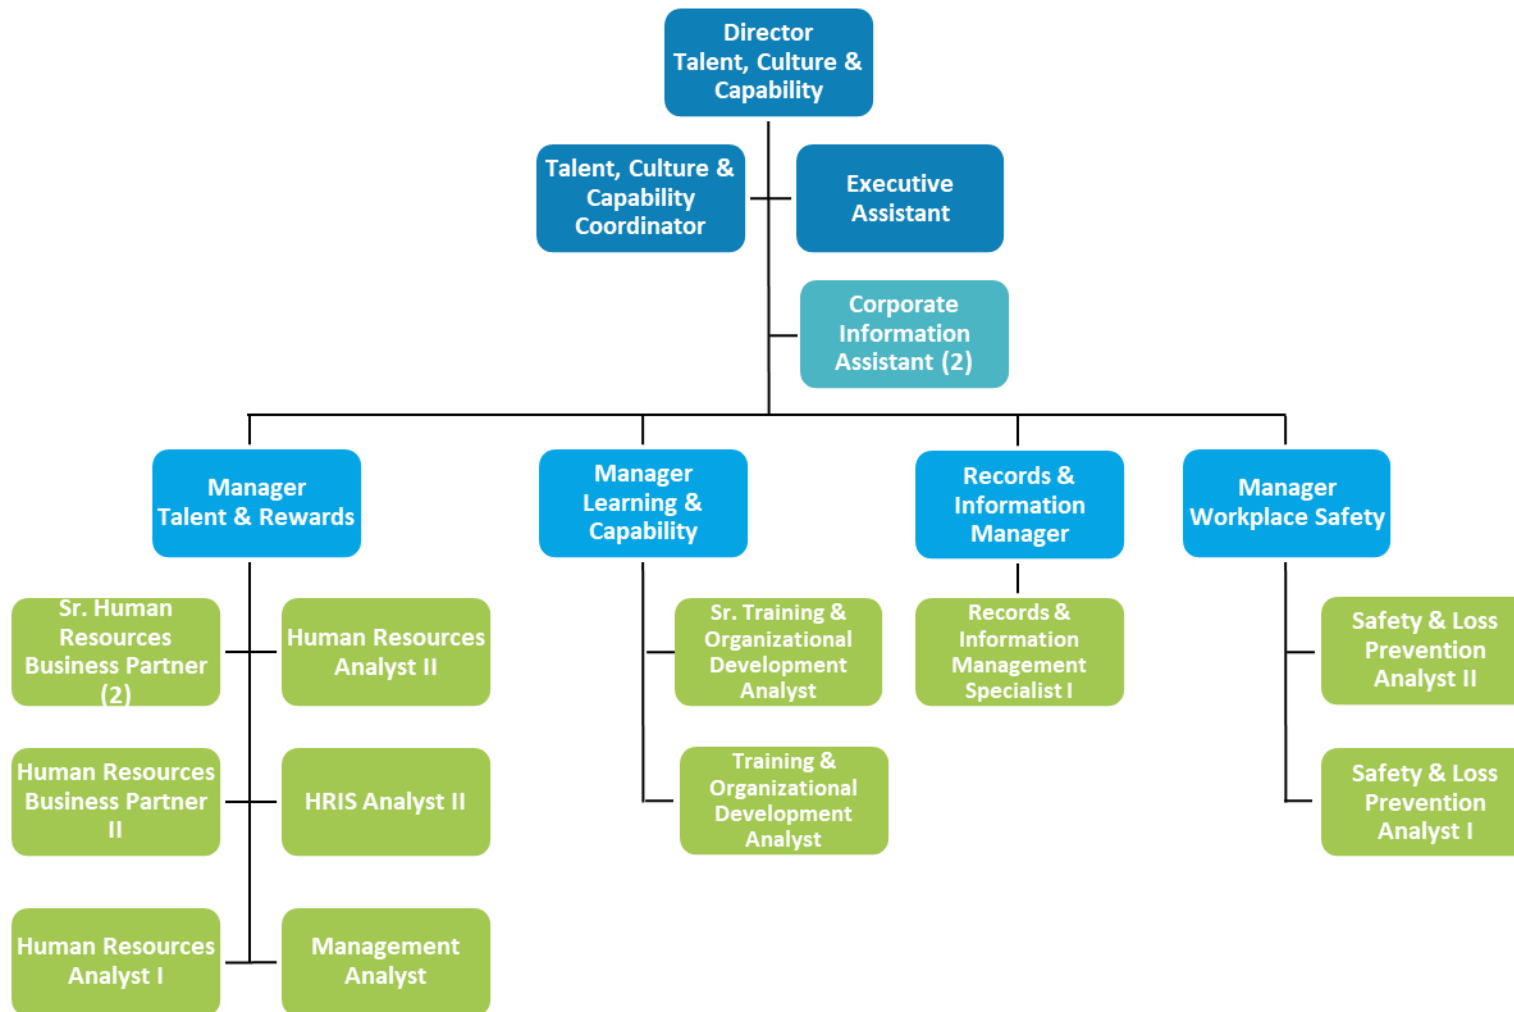 Director
Talent, Culture &
Capability
Talent, Culture &
Capability
Coordinator
Executive
Assistant
Corporate
Information
Assistant (2)
Manager
Talent & Rewards
Manager
Learning &
Capability
Records &
Information
Manager
Manager
Workplace Safety
Sr. Human
Resources
Business Partner
(2)
Human Resources
Analyst II
Sr. Training &
Organizational
Development
Analyst
Records &
Information
Management
Specialist I
Safety & Loss
Prevention
Analyst II
Human Resources
Business Partner
II
HRIS Analyst II
Training &
Organizational
Development
Analyst
Safety & Loss
Prevention
Analyst I
Human Resources
Analyst I
Management
Analyst